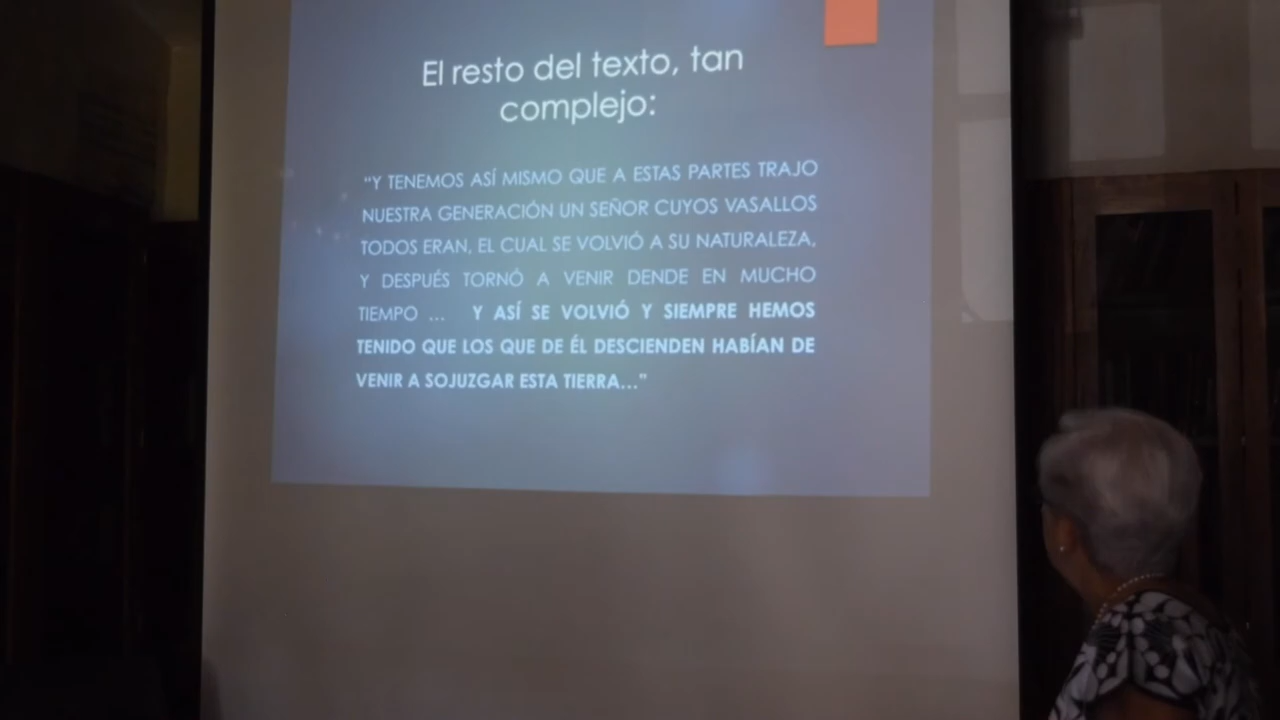 El resto del texto, tan
complejo:
“Y TENEMOS ASÍ MISMO QUE A ESTAS PARTES TRAJO
NUESTRA GENERACIÓN UN SEÑOR CUYOS VASALLOS
TODOS ERAN, EL CUAL SE VOLVIÓ A SU NATURALEZA,
Y DESPUÉS TORNÓ A VENIR DENDE EN MUCHO
TIEMPO ... Y ASÍ SE VOLVIÓ Y SIEMPRE HEMOS
TENIDO QUE LOS QUE DE ÉL DESCIENDEN HABÍAN DE
VENIR A SOJUZGAR ESTA TIERRA...”